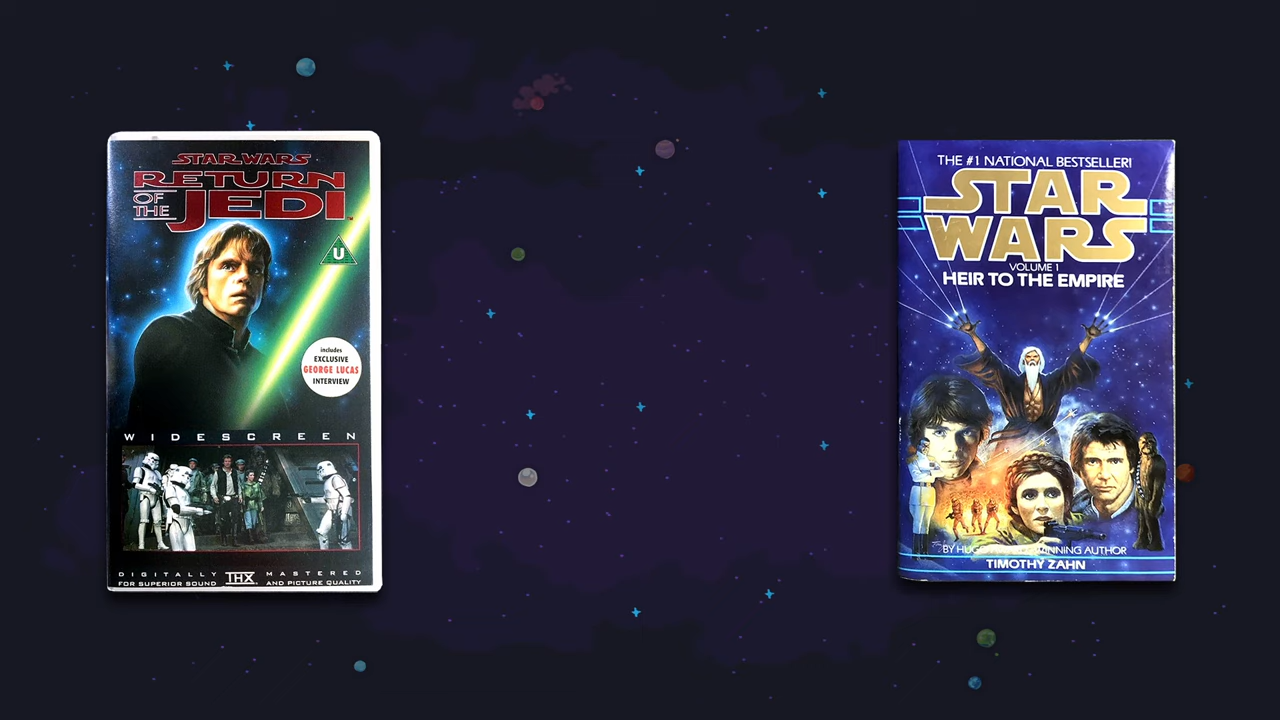 STAR WARS
RETURN
OF THE
JEDI
U
includes
EXCLUSIVE
GEORGE LUCAS
INTERVIEW
WIDESCREEN
DIGITALLY THX MASTERED
FOR SUPERIOR SOUND AND PICTURE QUALITY
THE #1 NATIONAL BESTSELLER!
STAR
WARS
VOLUME 1
HEIR TO THE EMPIRE
BY AUTHOR
TIMOTHY ZAHN